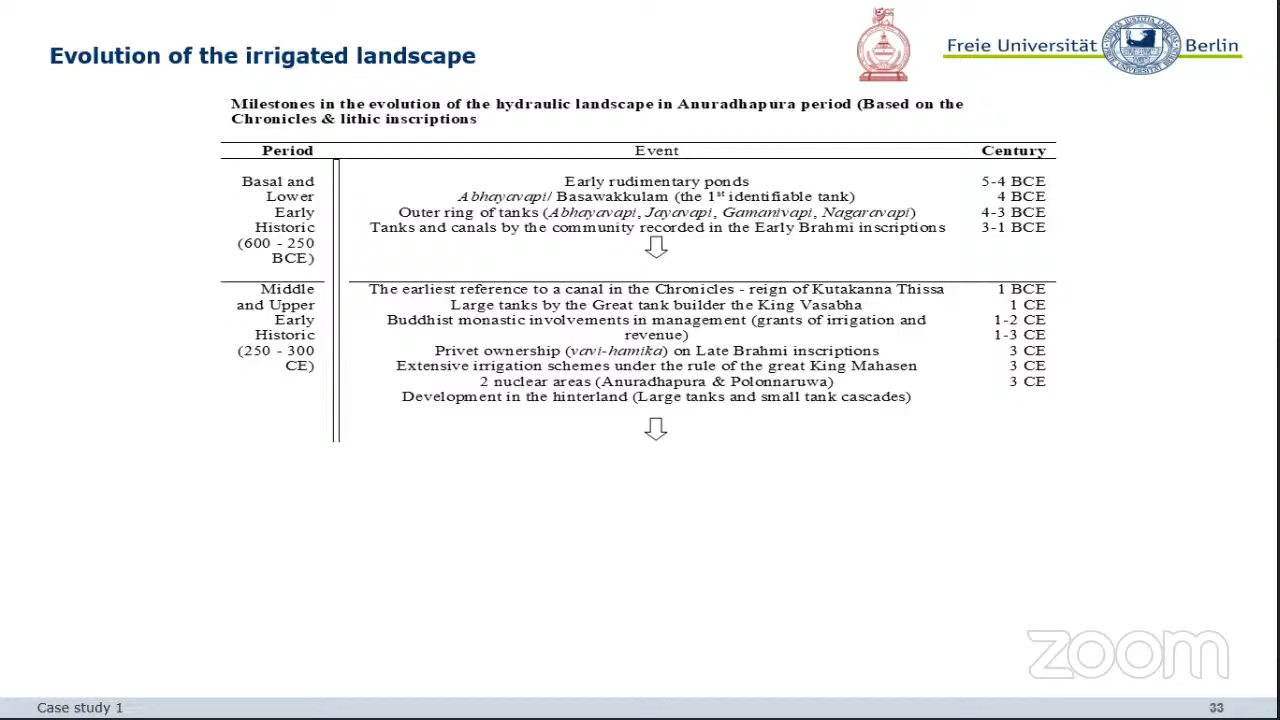 Evolution of the irrigated landscape
Freie Universität Berlin
Milestones in the evolution of the hydraulic landscape in Anuradhapura period (Based on the
Chronicles & lithic inscriptions
Period Event Century
Basal and Early rudimentary ponds 5-4 BCE
Lower Abhayavapi/ Basawakkulam (the 1st identifiable tank) 4 BCE
Early Outer ring of tanks (Abhayavapi, Jayavapi, Gamanivapi, Nagaravapi) 4-3 BCE
Historic Tanks and canals by the community recorded in the Early Brahmi inscriptions 3-1 BCE
(600 - 250
BCE)
Middle The earliest reference to a canal in the Chronicles - reign of Kutakanna Thissa 1 BCE
and Upper Large tanks by the Great tank builder the King Vasabha 1 CE
Early Buddhist monastic involvements in management (grants of irrigation and 1-2 CE
Historic revenue) 1-3 CE
(250 - 300 Privet ownership (vavi-hamika) on Late Brahmi inscriptions 3 CE
CE) Extensive irrigation schemes under the rule of the great King Mahasen 3 CE
2 nuclear areas (Anuradhapura & Polonnaruwa) 3 CE
Development in the hinterland (Large tanks and small tank cascades)
zoom
Case study 1 33